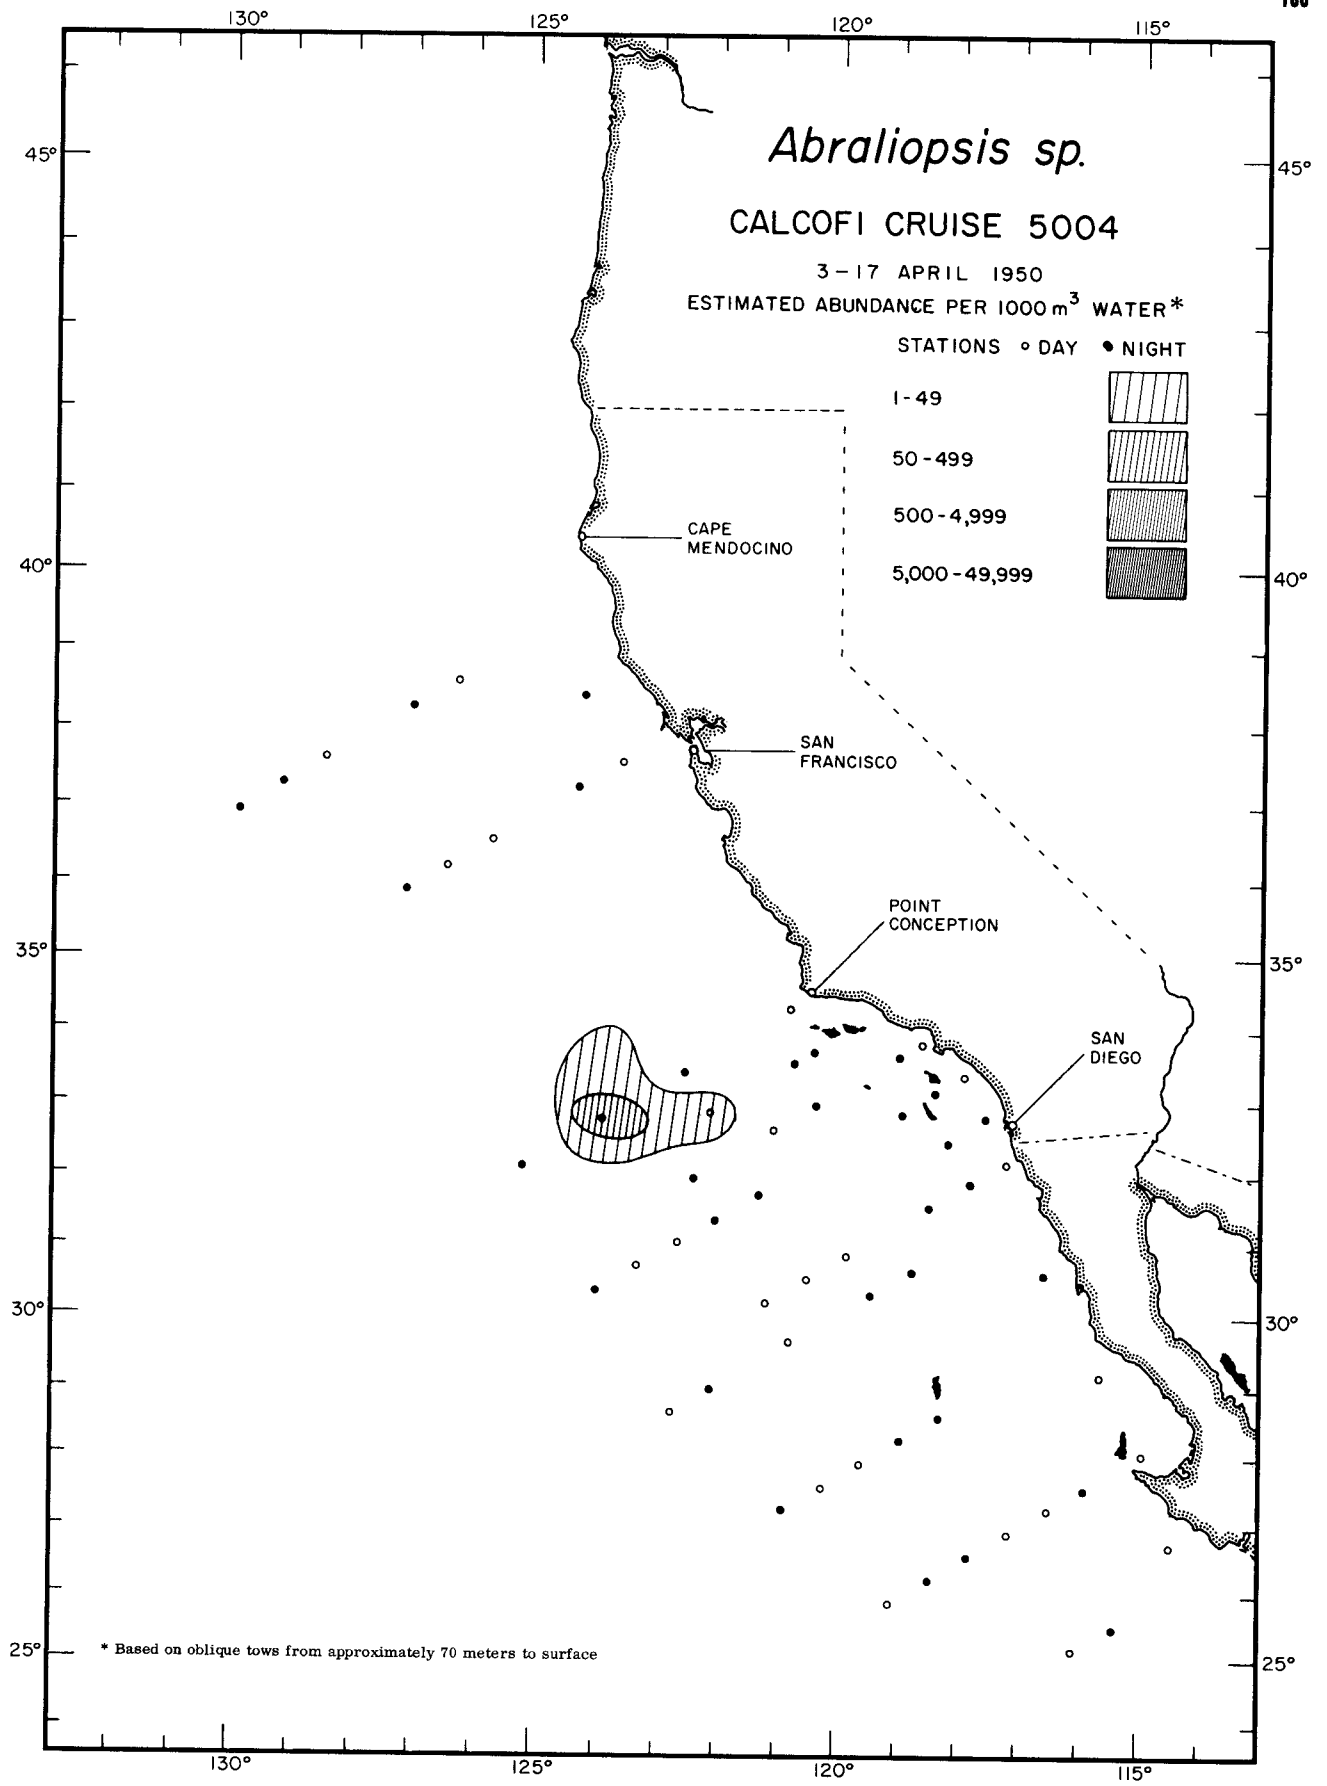 130° 125° 120° 115°
Abraliopsis sp.
CALCOFI CRUISE 5004
3-17 APRIL 1950
ESTIMATED ABUNDANCE PER 1000 m³ WATER*
STATIONS DAY NIGHT
1-49
50-499
500-4,999
5,000-49,999
45° 45°
CAPE
MENDOCINO
40° 40°
SAN
FRANCISCO
POINT
CONCEPTION
35° 35°
SAN
DIEGO
30° 30°
25° 25°
* Based on oblique tows from approximately 70 meters to surface
130° 125° 120° 115°